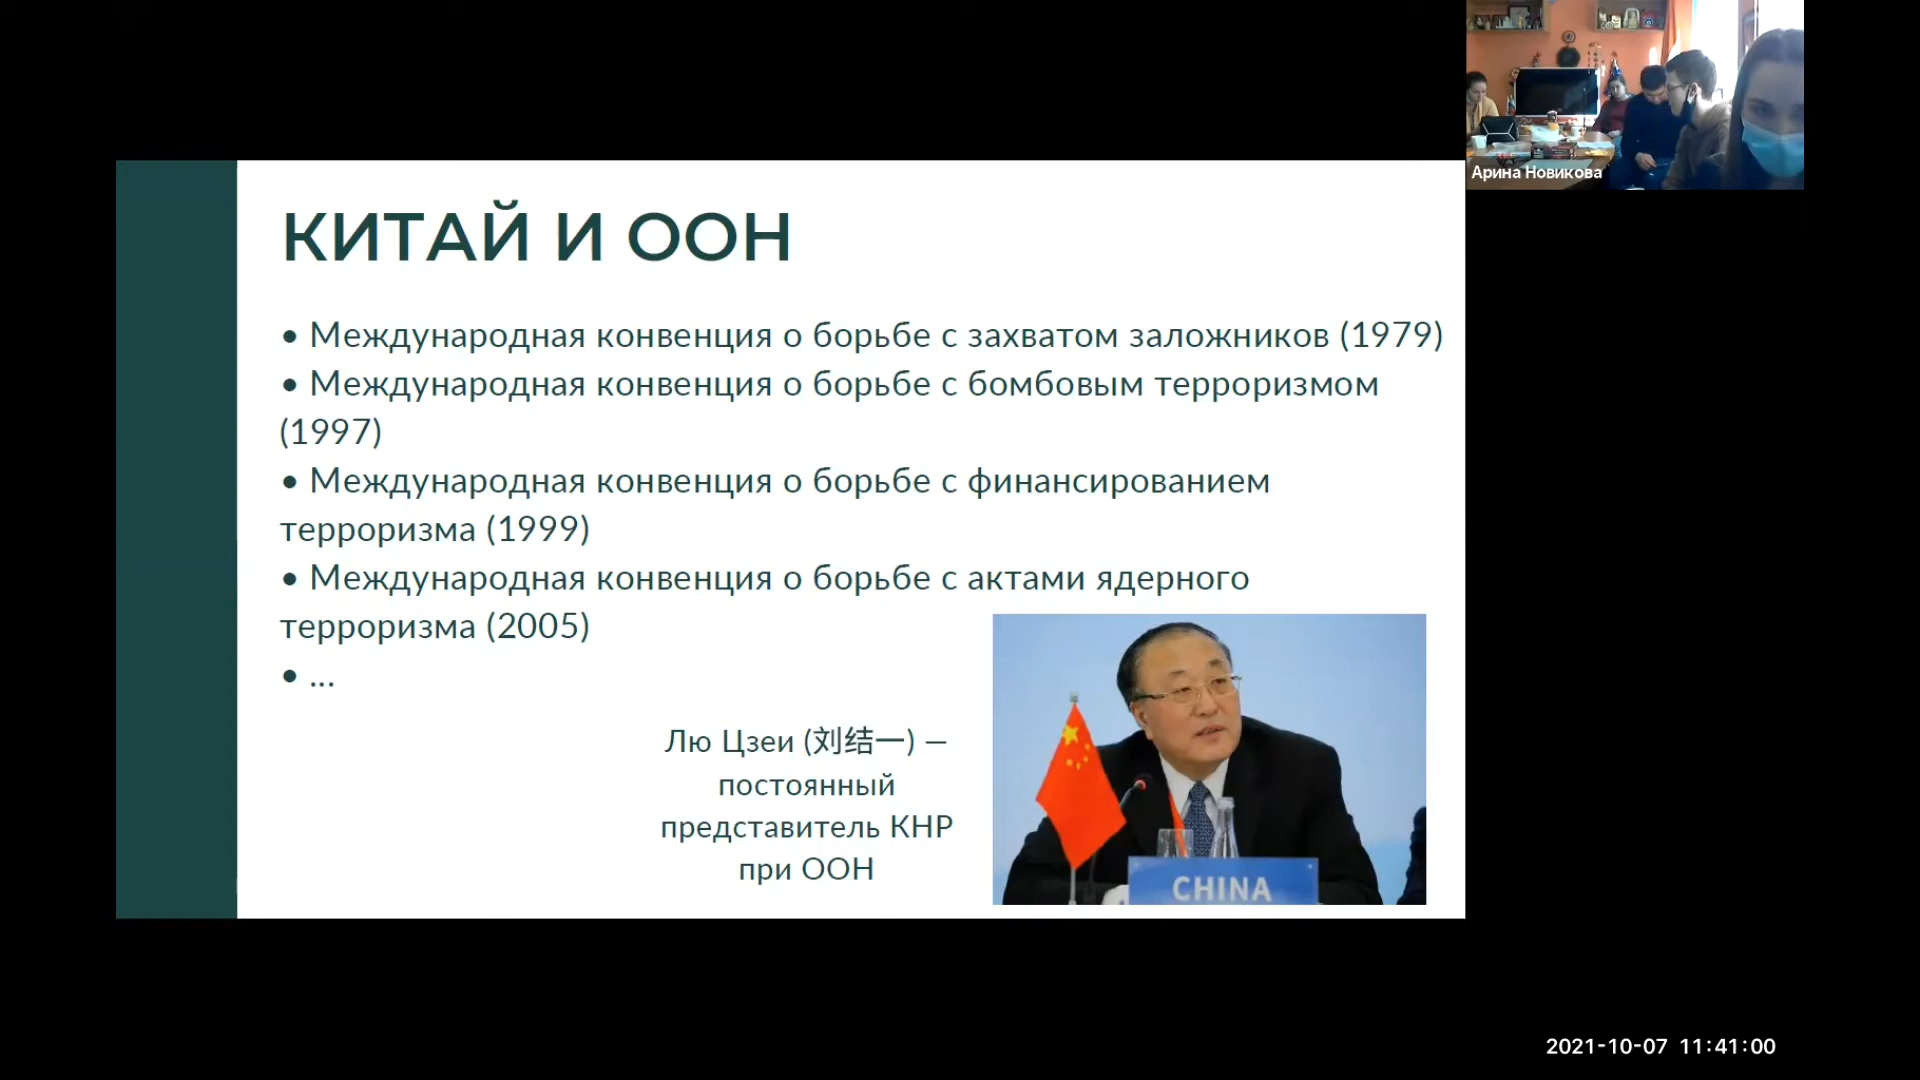 Арина Новикова
КИТАЙ И ООН
• Международная конвенция о борьбе с захватом заложников (1979)
• Международная конвенция о борьбе с бомбовым терроризмом
(1997)
• Международная конвенция о борьбе с финансированием
терроризма (1999)
• Международная конвенция о борьбе с актами ядерного
терроризма (2005)
• ...
Лю Цзеи (刘结一) —
постоянный
представитель КНР
при ООН
CHINA
2021-10-07 11:41:00